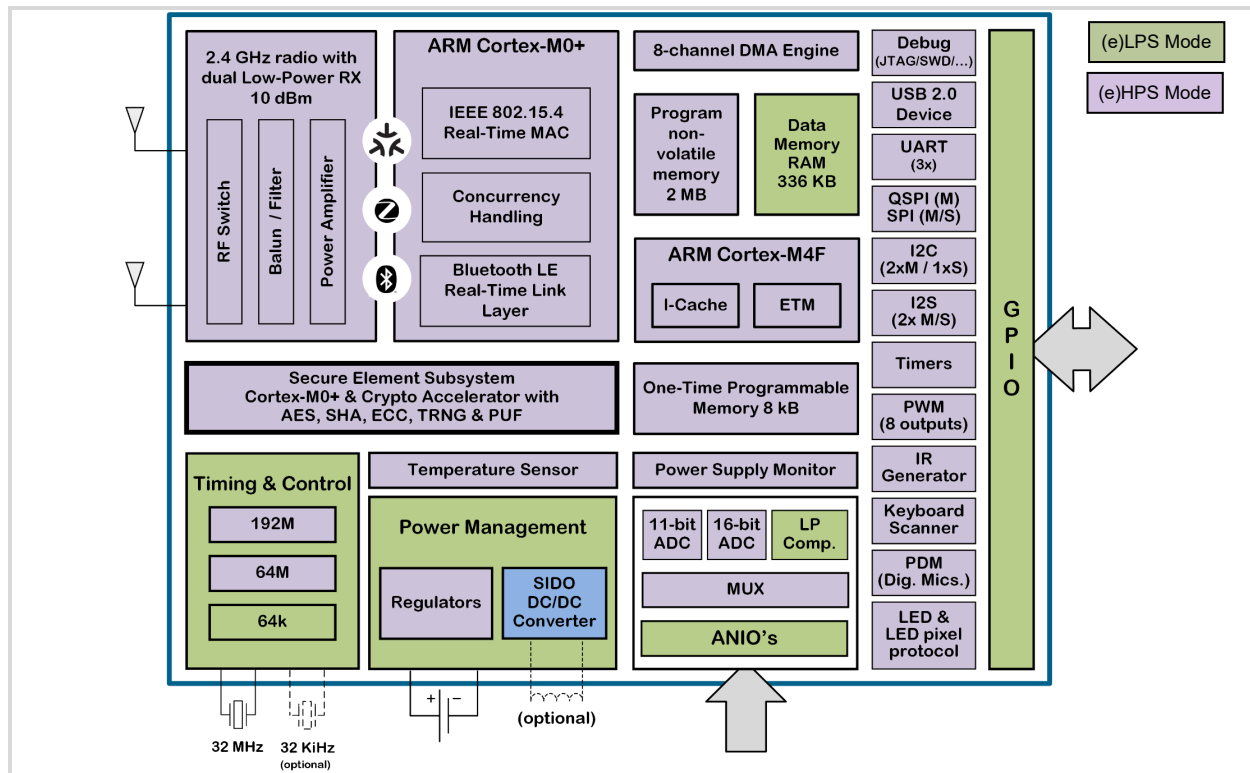 2.4 GHz radio with
dual Low-Power RX
10 dBm
RF Switch
Balun / Filter
Power Amplifier
ARM Cortex-M0+
IEEE 802.15.4
Real-Time MAC
Concurrency
Handling
Bluetooth LE
Real-Time Link
Layer
8-channel DMA Engine
Program
non-
volatile
memory
2 MB
Data
Memory
RAM
336 KB
ARM Cortex-M4F
I-Cache
ETM
Secure Element Subsystem
Cortex-M0+ & Crypto Accelerator with
AES, SHA, ECC, TRNG & PUF
One-Time Programmable
Memory 8 kB
Timing & Control
192M
64M
64k
Temperature Sensor
Power Management
Regulators
SIDO
DC/DC
Converter
Power Supply Monitor
11-bit
ADC
16-bit
ADC
LP
Comp.
MUX
ANIO's
Debug
(JTAG/SWD/...)
USB 2.0
Device
UART
(3x)
QSPI (M)
SPI (M/S)
I2C
(2xM / 1xS)
I2S
(2x M/S)
Timers
PWM
(8 outputs)
IR
Generator
Keyboard
Scanner
PDM
(Dig. Mics.)
LED &
LED pixel
protocol
G
P
I
O
(e)LPS Mode
(e)HPS Mode
32 MHz
32 KiHz
(optional)
+ −
(optional)